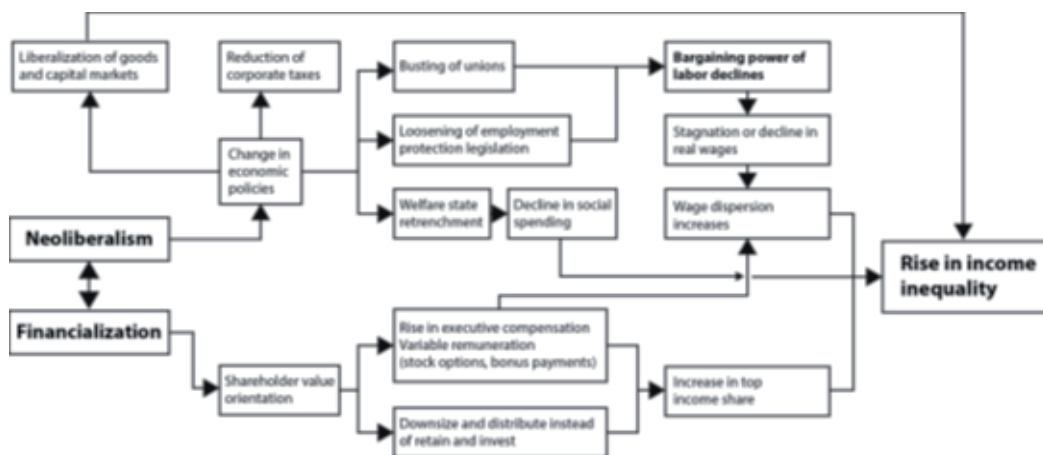 Liberalization of goods
and capital markets
Reduction of
corporate taxes
Busting of unions
Bargaining power of
labor declines
Loosening of employment
protection legislation
Stagnation or decline in
real wages
Change in
economic
policies
Welfare state
retrenchment
Decline in social
spending
Wage dispersion
increases
Neoliberalism
Rise in income
inequality
Financialization
Rise in executive compensation
Variable remuneration
(stock options, bonus payments)
Shareholder value
orientation
Increase in top
income share
Downsize and distribute instead
of retain and invest